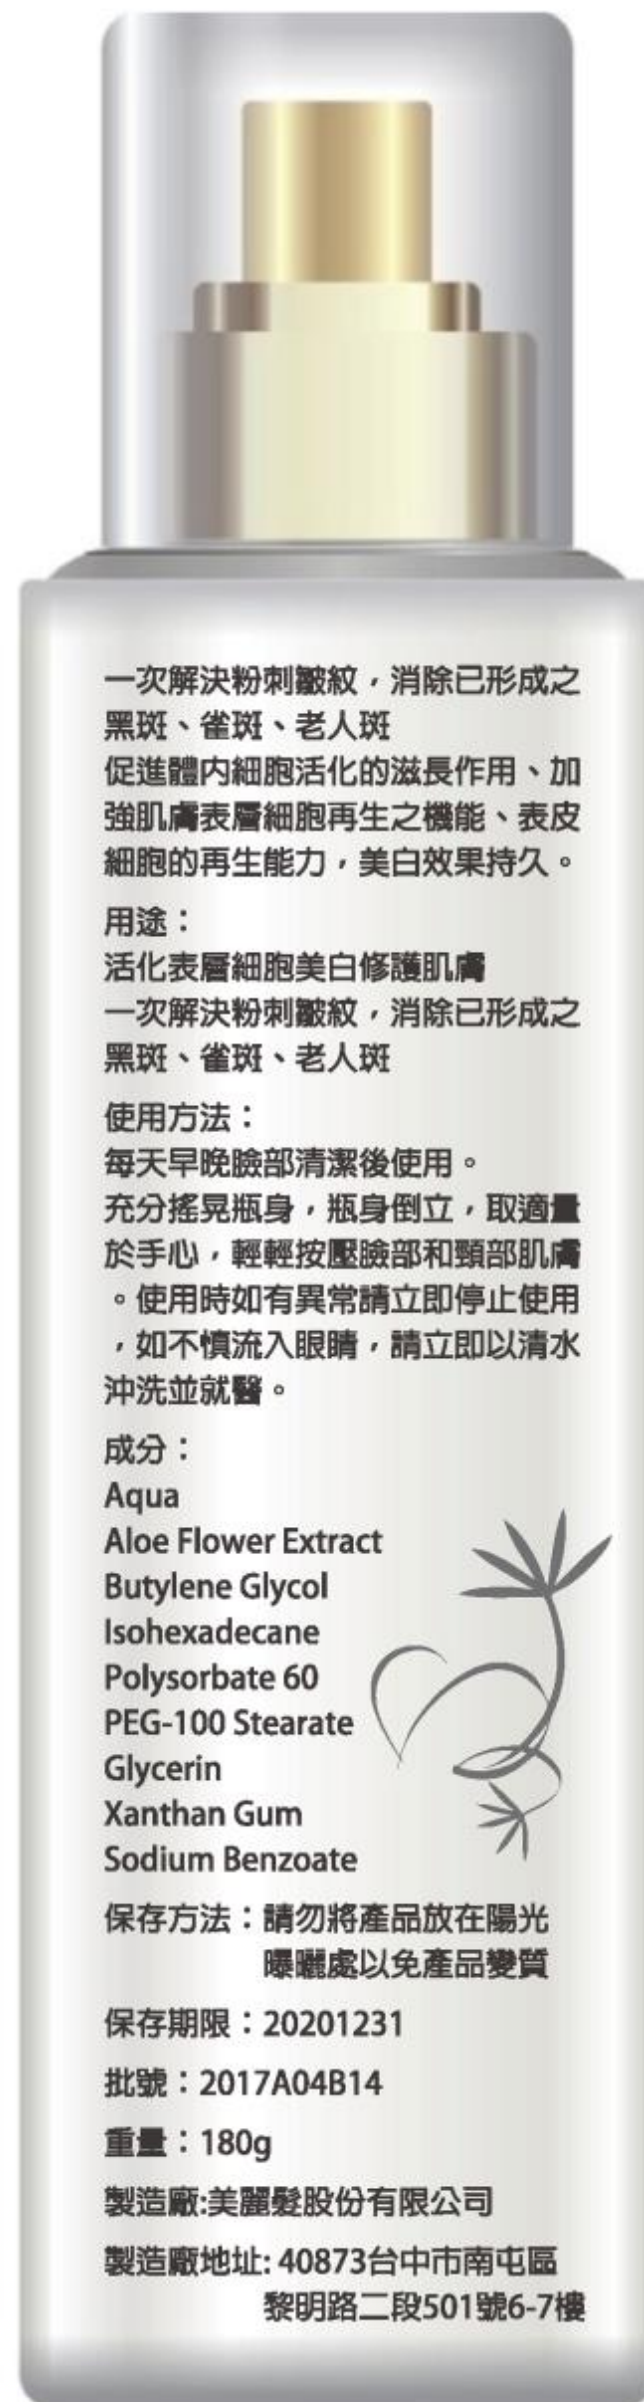 一次解決粉刺皺紋，消除已形成之
黑斑、雀斑、老人斑
促進體内細胞活化的滋長作用、加
強肌膚表層細胞再生之機能、表皮
細胞的再生能力，美白效果持久。
用途：
活化表層細胞美白修護肌膚
一次解決粉刺皺紋，消除已形成之
黑斑、雀斑、老人斑
使用方法：
每天早晚臉部清潔後使用。
充分搖晃瓶身，瓶身倒立，取適量
於手心，輕輕按壓臉部和頸部肌膚
。使用時如有異常請立即停止使用
，如不慎流入眼睛，請立即以清水
沖洗並就醫。
成分：
Aqua
Aloe Flower Extract
Butylene Glycol
Isohexadecane
Polysorbate 60
PEG-100 Stearate
Glycerin
Xanthan Gum
Sodium Benzoate
保存方法：請勿將產品放在陽光
曝曬處以免產品變質
保存期限：20201231
批號：2017A04B14
重量：180g
製造廠:美麗髮股份有限公司
製造廠地址: 40873台中市南屯區
黎明路二段501號6-7樓